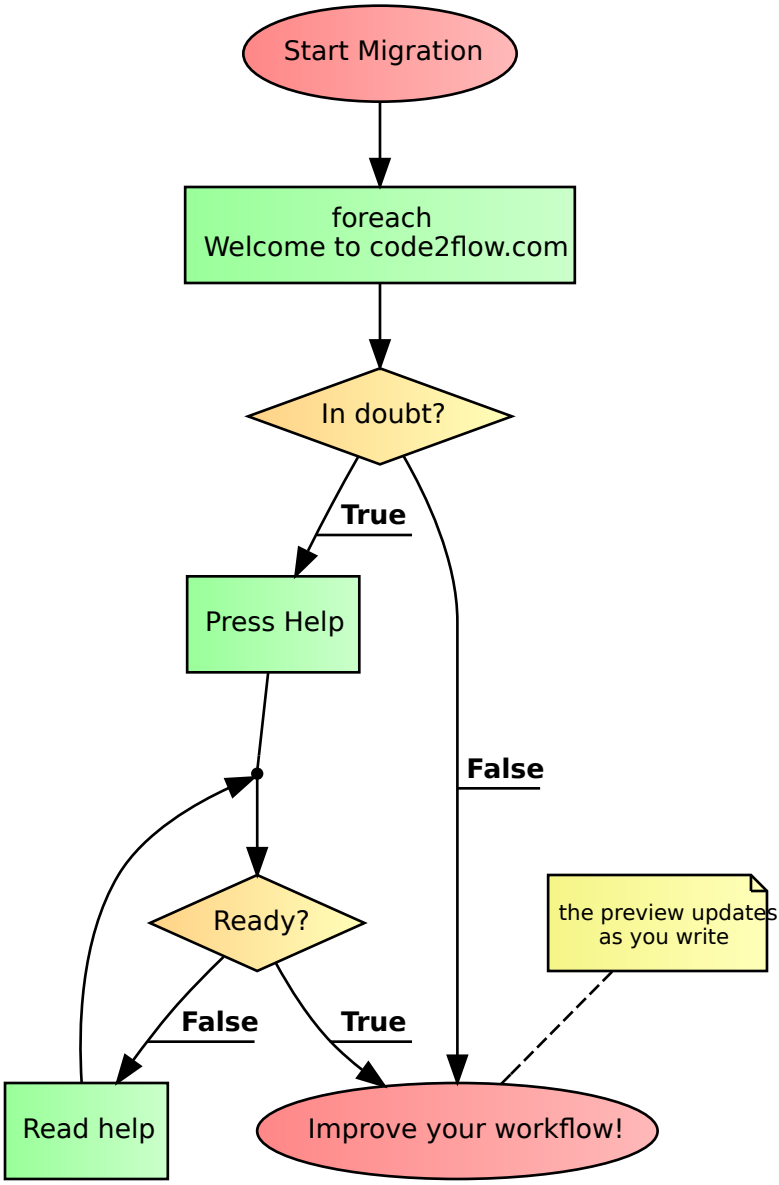 Start Migration
foreach
Welcome to code2flow.com
In doubt?
True
Press Help
False
the preview updates
as you write
Ready?
False
True
Read help
Improve your workflow!